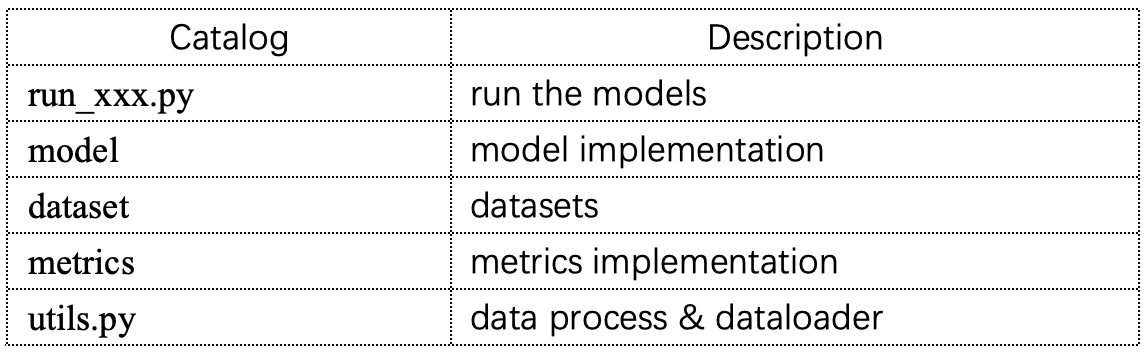 Catalog Description
run_xxx.py run the models
model model implementation
dataset datasets
metrics metrics implementation
utils.py data process & dataloader